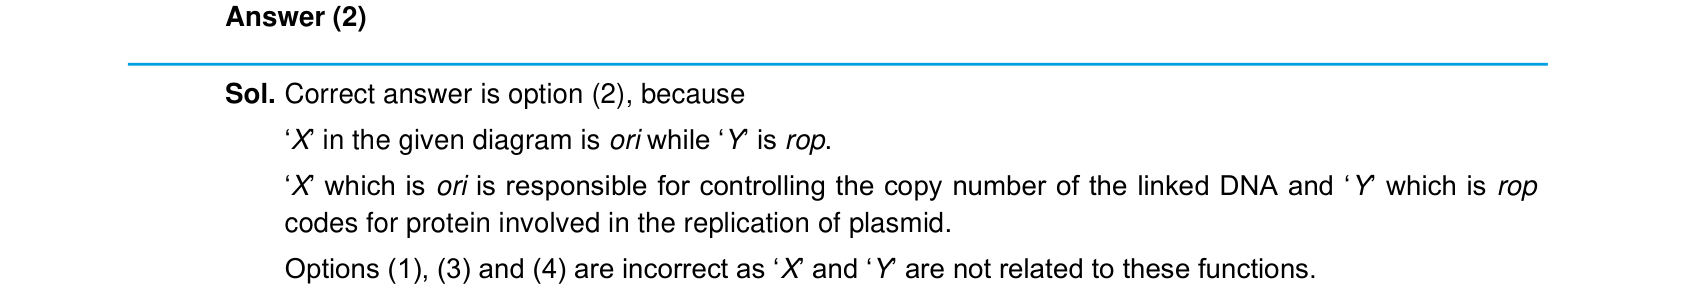 Answer (2)
Sol. Correct answer is option (2), because
‘X’ in the given diagram is ori while ‘Y’ is rop.
‘X’ which is ori is responsible for controlling the copy number of the linked DNA and ‘Y’ which is rop
codes for protein involved in the replication of plasmid.
Options (1), (3) and (4) are incorrect as ‘X’ and ‘Y’ are not related to these functions.